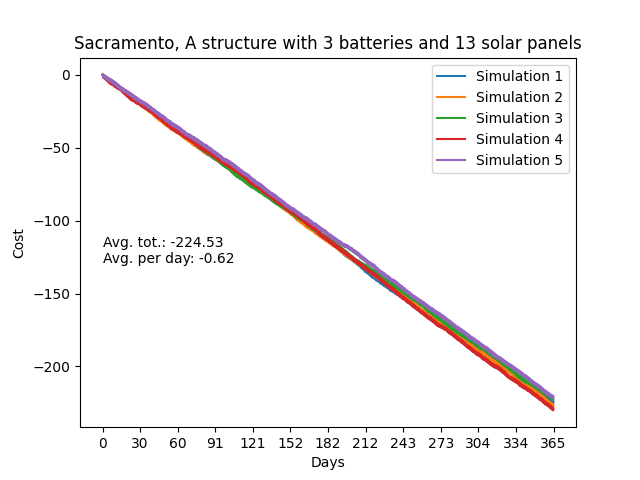 Sacramento, A structure with 3 batteries and 13 solar panels
Simulation 1
Simulation 2
Simulation 3
Simulation 4
Simulation 5
0
−50
−100
−150
−200
Cost
Avg. tot.: -224.53
Avg. per day: -0.62
0 30 60 91 121 152 182 212 243 273 304 334 365
Days